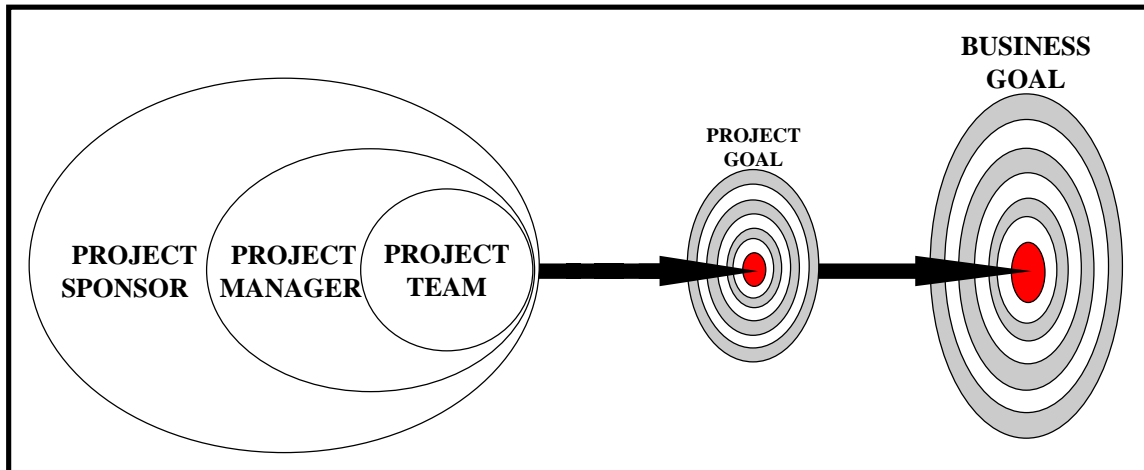 BUSINESS
GOAL
PROJECT
GOAL
PROJECT
SPONSOR
PROJECT
MANAGER
PROJECT
TEAM